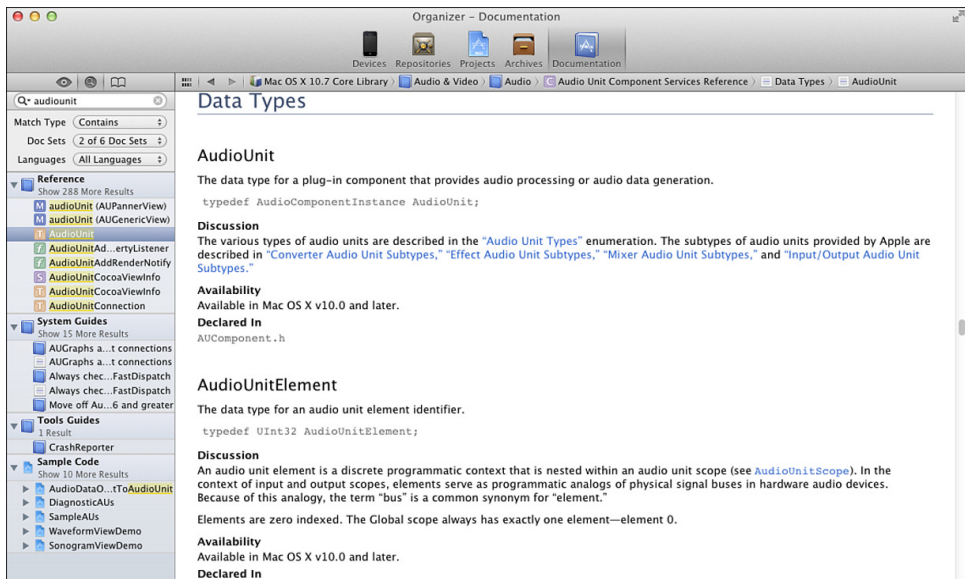 Organizer – Documentation
Devices Repositories Projects Archives Documentation
Mac OS X 10.7 Core Library Audio & Video Audio C Audio Unit Component Services Reference Data Types AudioUnit
audiounit
Match Type Contains
Doc Sets 2 of 6 Doc Sets
Languages All Languages
Reference
Show 288 More Results
M audioUnit (AUPannerView)
M audioUnit (AUGenericView)
T AudioUnit
f AudioUnitAd...ertyListener
f AudioUnitAddRenderNotify
S AudioUnitCocoaViewInfo
T AudioUnitCocoaViewInfo
T AudioUnitConnection
System Guides
Show 15 More Results
AUGraphs a...t connections
AUGraphs a...t connections
Always chec...FastDispatch
Always chec...FastDispatch
Move off Au...6 and greater
Tools Guides
1 Result
CrashReporter
Sample Code
Show 10 More Results
AudioDataO...tToAudioUnit
DiagnosticAUs
SampleAUs
WaveformViewDemo
SonogramViewDemo
Data Types
AudioUnit
The data type for a plug-in component that provides audio processing or audio data generation.
typedef AudioComponentInstance AudioUnit;
Discussion
The various types of audio units are described in the “Audio Unit Types” enumeration. The subtypes of audio units provided by Apple are
described in “Converter Audio Unit Subtypes,” “Effect Audio Unit Subtypes,” “Mixer Audio Unit Subtypes,” and “Input/Output Audio Unit
Subtypes.”
Availability
Available in Mac OS X v10.0 and later.
Declared In
AUComponent.h
AudioUnitElement
The data type for an audio unit element identifier.
typedef UInt32 AudioUnitElement;
Discussion
An audio unit element is a discrete programmatic context that is nested within an audio unit scope (see AudioUnitScope). In the
context of input and output scopes, elements serve as programmatic analogs of physical signal buses in hardware audio devices.
Because of this analogy, the term “bus” is a common synonym for “element.”
Elements are zero indexed. The Global scope always has exactly one element—element 0.
Availability
Available in Mac OS X v10.0 and later.
Declared In